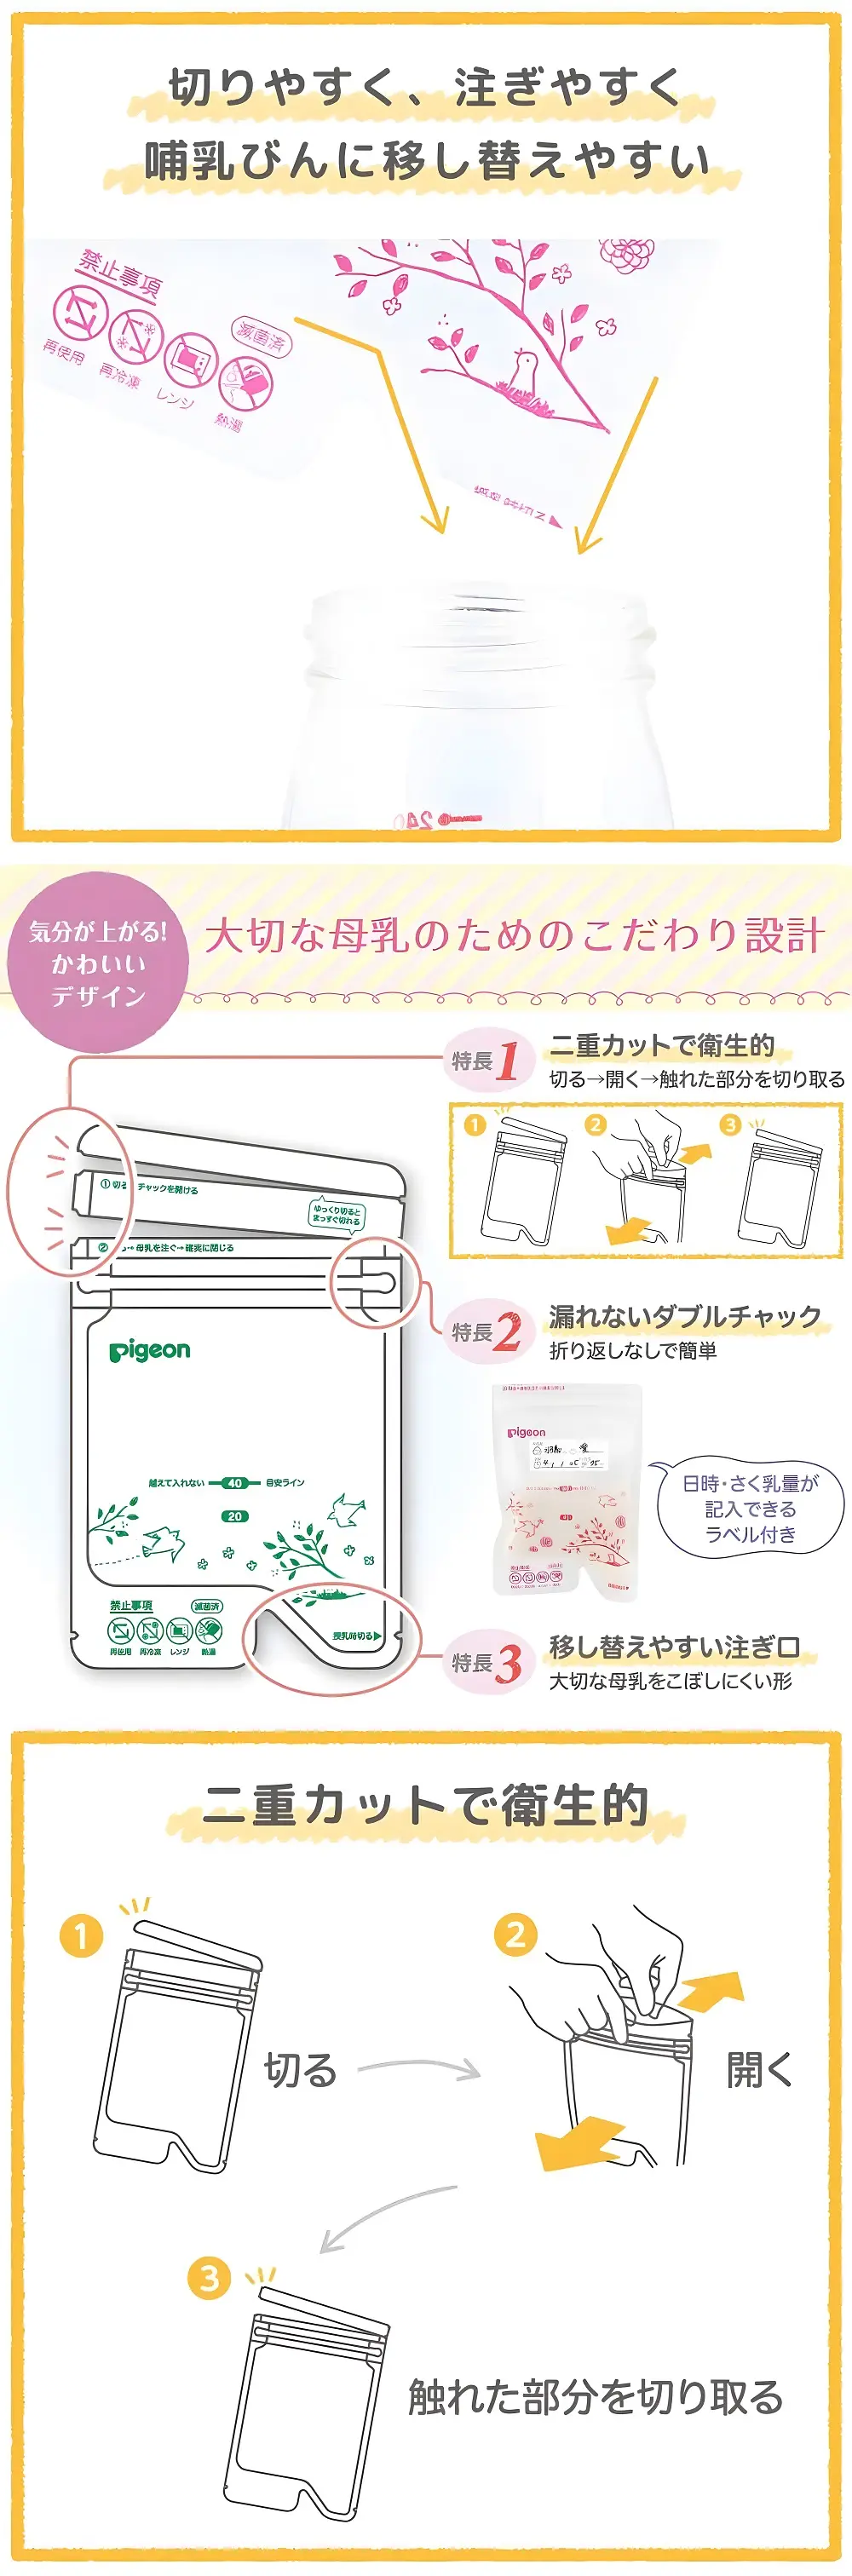 切りやすく、注ぎやすく
哺乳びんに移し替えやすい
禁止事項
滅菌済
再使用
再冷凍
レンジ
熱湯
240
気分が上がる!
かわいい
デザイン
大切な母乳のためのこだわり設計
特長1
二重カットで衛生的
切る→開く→触れた部分を切り取る
1
2
3
①切る
チャックを開ける
ゆっくり切ると
まっすぐ切れる
②
→母乳を注ぐ→確実に閉じる
特長2
漏れないダブルチャック
折り返しなしで簡単
pigeon
越えて入れない 40 目安ライン
20
禁止事項
滅菌済
再使用
再冷凍
レンジ
熱湯
授乳時切る▶
pigeon
日時・さく乳量が
記入できる
ラベル付き
特長3
移し替えやすい注ぎ口
大切な母乳をこぼしにくい形
二重カットで衛生的
1
切る
2
開く
3
触れた部分を切り取る